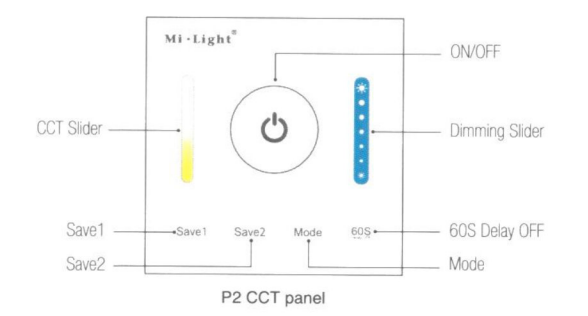 Mi·Light®
ON/OFF
CCT Slider
Dimming Slider
Save1
Save1
Save2
Mode
60S
60S Delay OFF
Save2
Mode
P2 CCT panel